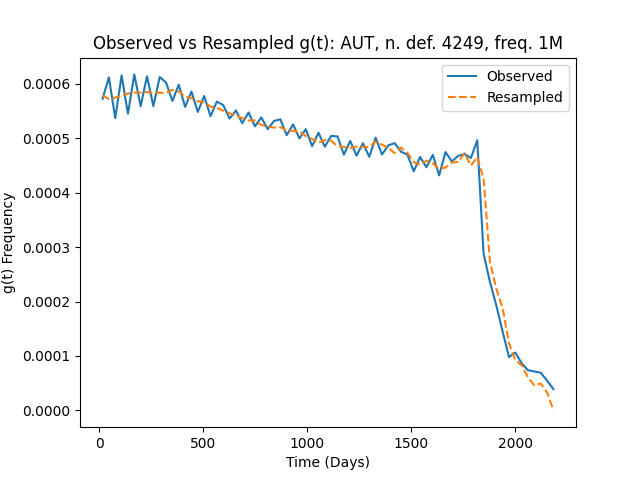 Observed vs Resampled g(t): AUT, n. def. 4249, freq. 1M
Observed
Resampled
0.0006
0.0005
0.0004
0.0003
0.0002
0.0001
0.0000
g(t) Frequency
0 500 1000 1500 2000
Time (Days)